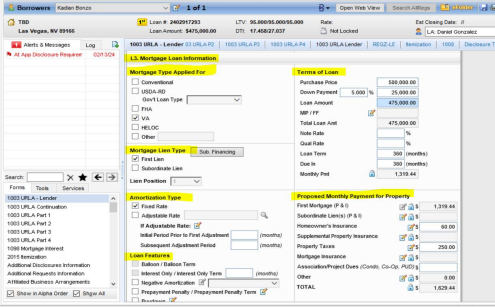 Borrowers Kadian Bonzo 1 of 1 Open Web View Search AllRegs eFolder
TBD 1st Loan #: 2402917293 LTV: 95.000/95.000/95.000 Rate: Est Closing Date: //
Las Vegas, NV 89166 Loan Amount: $475,000.00 DTI: 17.458/27.037 Not Locked LA: Daniel Gonzalez
Alerts & Messages Log
At App Disclosure Requiren 02/13/24
1003 URLA - Lender 03 URLA P2 1003 URLA P3 1003 URLA P4 1003 URLA Lender REGZ-LE Itemization 1098 Disclosure T
L3. Mortgage Loan Information
Mortgage Type Applied For
Conventional
USDA-RD
Gov't Loan Type
FHA
VA
HELOC
Other
Mortgage Lien Type Sub. Financing
First Lien
Subordinate Lien
Lien Position 1
Amortization Type
Fixed Rate
Adjustable Rate
If Adjustable Rate:
Initial Period Prior to First Adjustment (months)
Subsequent Adjustment Period (months)
Loan Features
Balloon / Balloon Term
Interest Only / Interest Only Term (months)
Negative Amortization
Prepayment Penalty / Prepayment Penalty Term
Terms of Loan
Purchase Price 500,000.00
Down Payment 5.000 % 25,000.00
Loan Amount 475,000.00
MIP / FF
Total Loan Amt 475,000.00
Note Rate %
Qual Rate %
Loan Term 360 (months)
Due In 360 (months)
Monthly Pmt 1,319.44
Proposed Monthly Payment for Property
First Mortgage (P & I) $ 1,319.44
Subordinate Lien(s) (P & I) $
Homeowner's Insurance $ 60.00
Supplemental Property Insurance $
Property Taxes $ 250.00
Mortgage Insurance $
Association/Project Dues (Condo, Co-Op, PUD) $
Other $ 0.00
TOTAL $ 1,629.44
Search:
Forms Tools Services
1003 URLA - Lender
1003 URLA Continuation
1003 URLA Part 1
1003 URLA Part 2
1003 URLA Part 3
1003 URLA Part 4
1098 Mortgage Interest
2015 Itemization
Additional Disclosures Information
Additional Requests Information
Affiliated Business Arrangements
Show in Alpha Order Show All